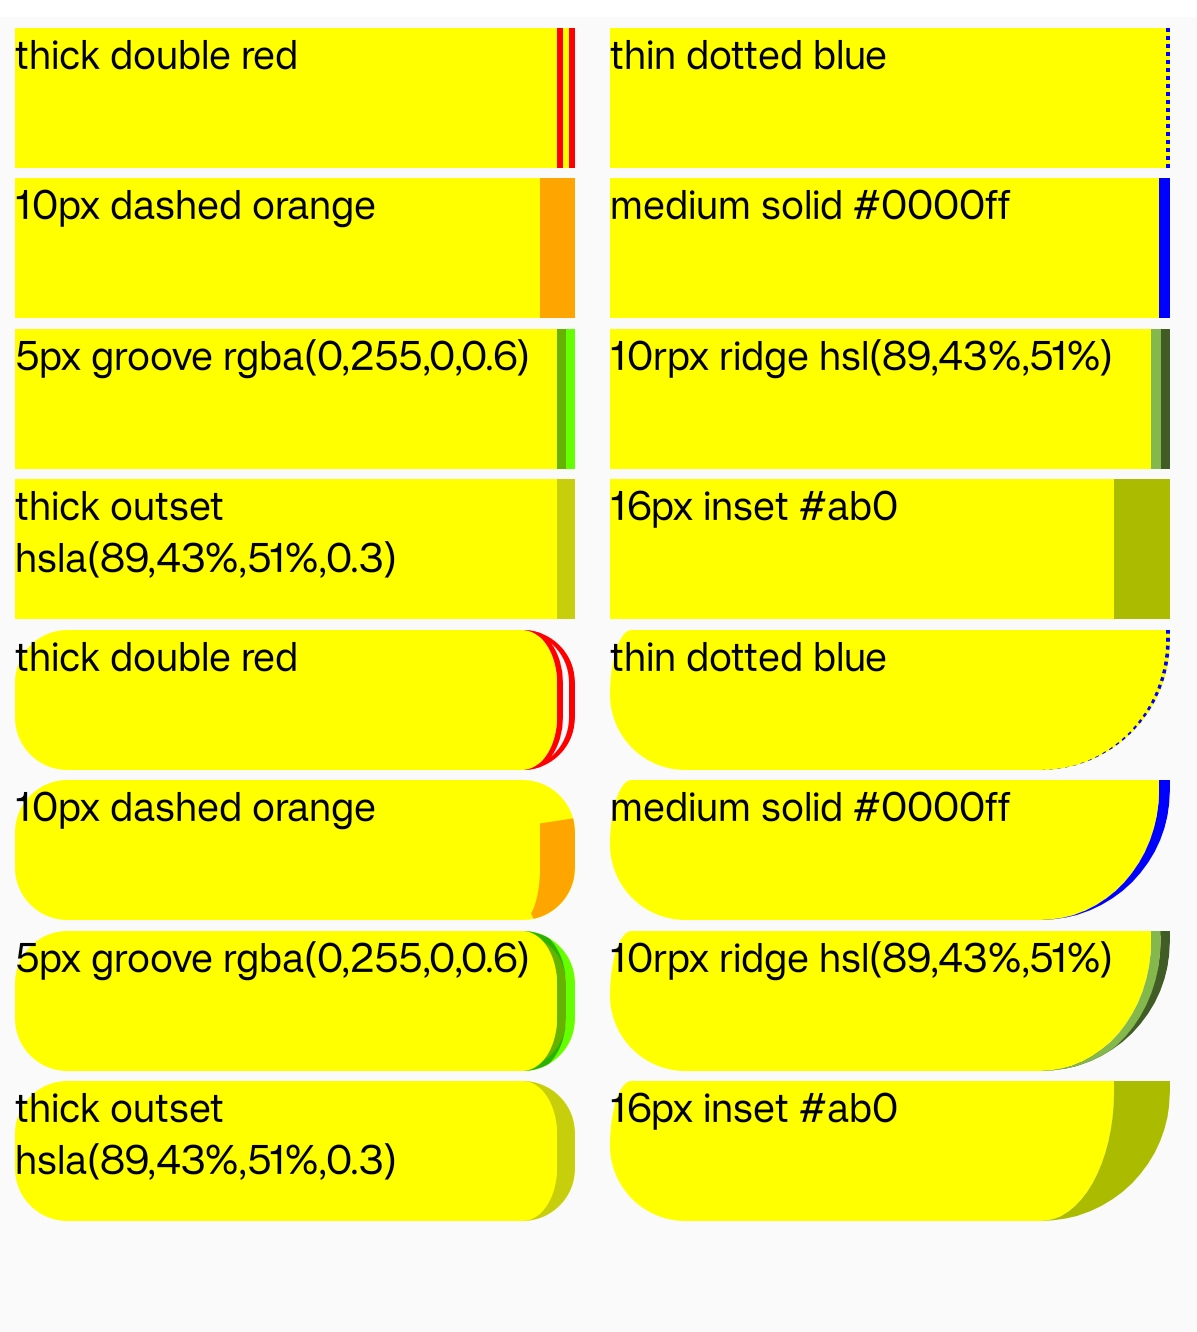 thick double red
thin dotted blue
10px dashed orange
medium solid #0000ff
5px groove rgba(0,255,0,0.6)
10rpx ridge hsl(89,43%,51%)
thick outset
hsla(89,43%,51%,0.3)
16px inset #ab0
thick double red
thin dotted blue
10px dashed orange
medium solid #0000ff
5px groove rgba(0,255,0,0.6)
10rpx ridge hsl(89,43%,51%)
thick outset
hsla(89,43%,51%,0.3)
16px inset #ab0